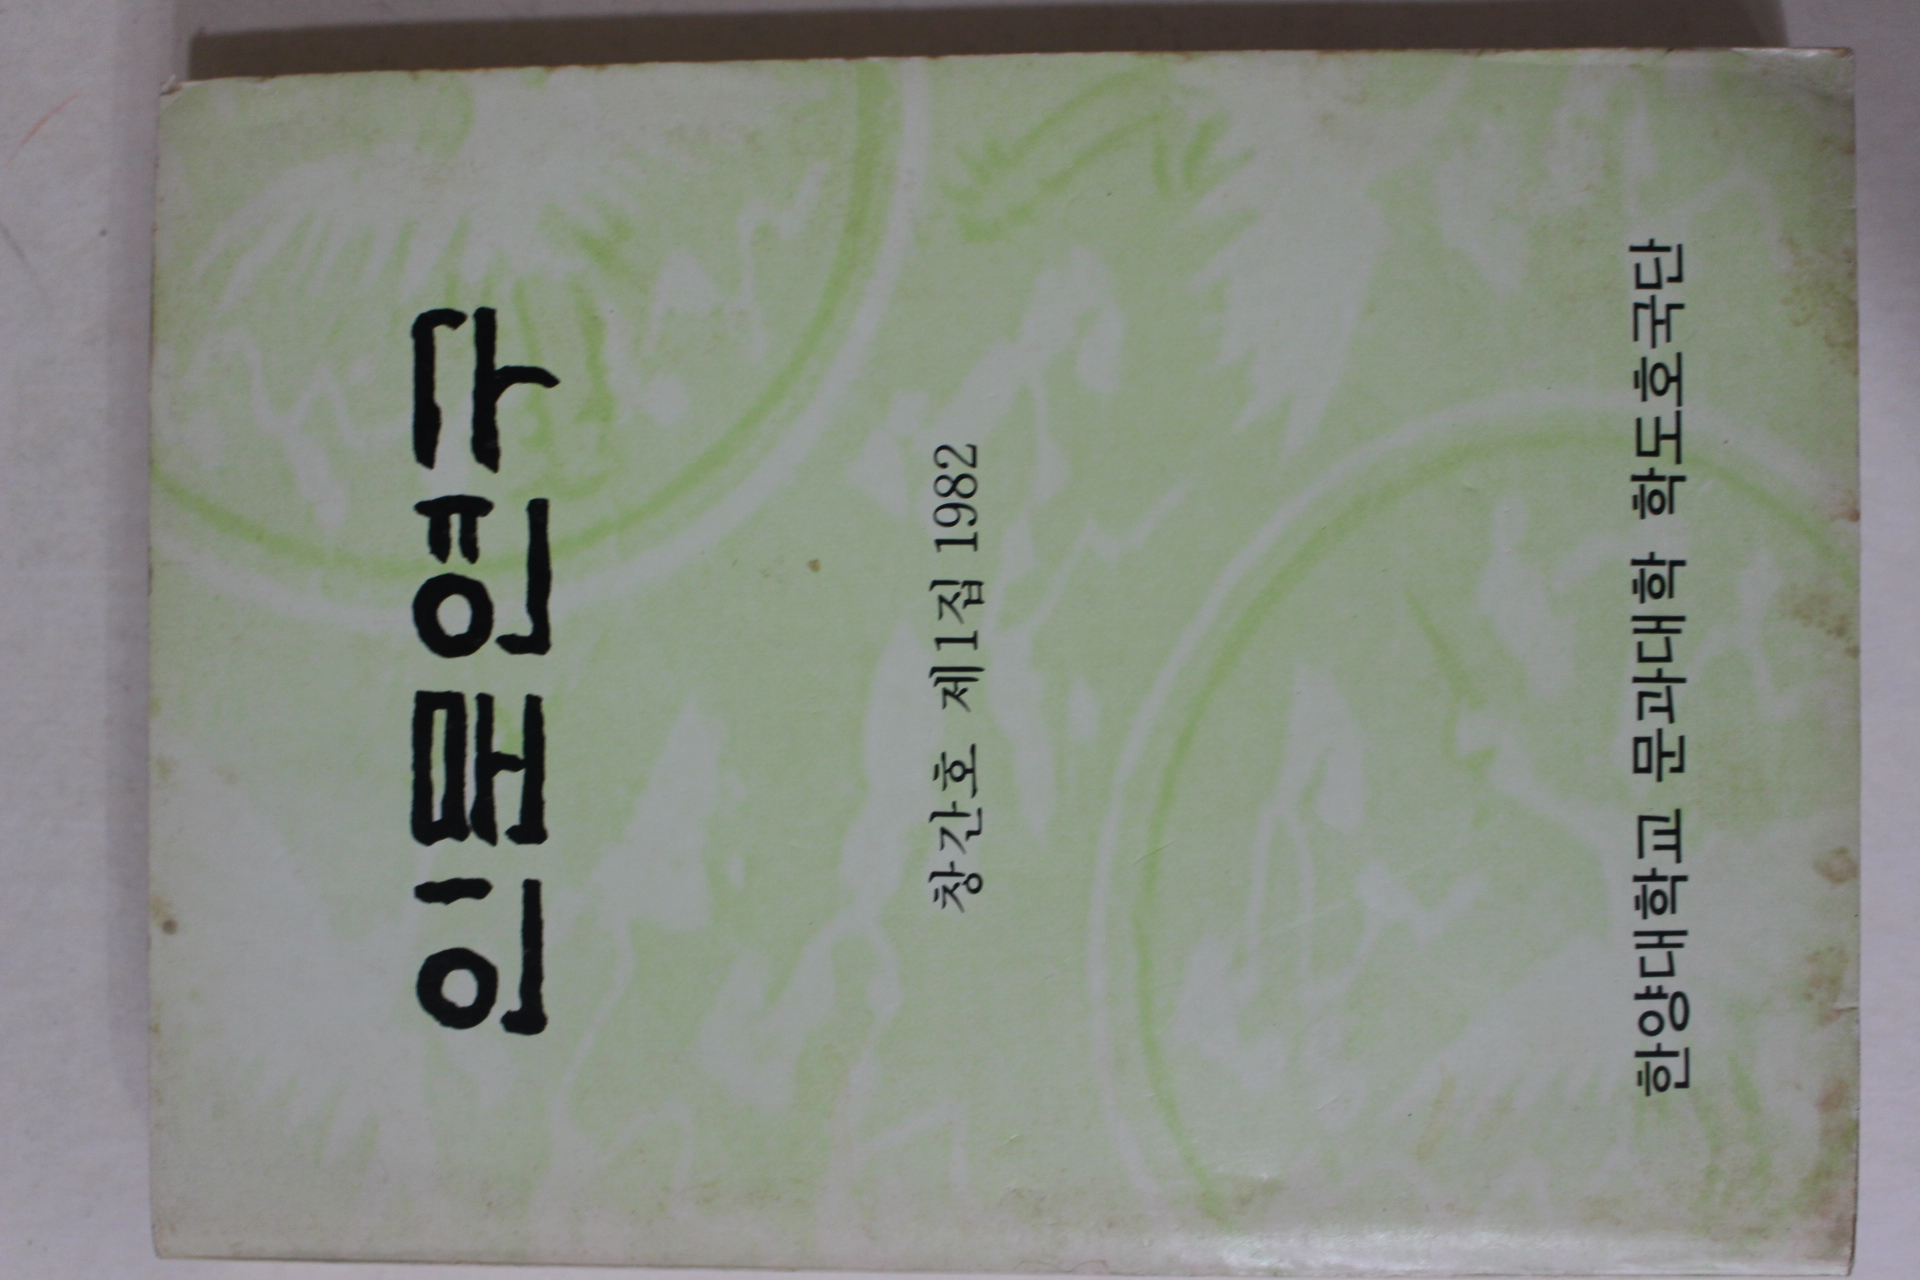 인문연구
창간호 제1집 1982
한양대학교 문과대학 학도호국단